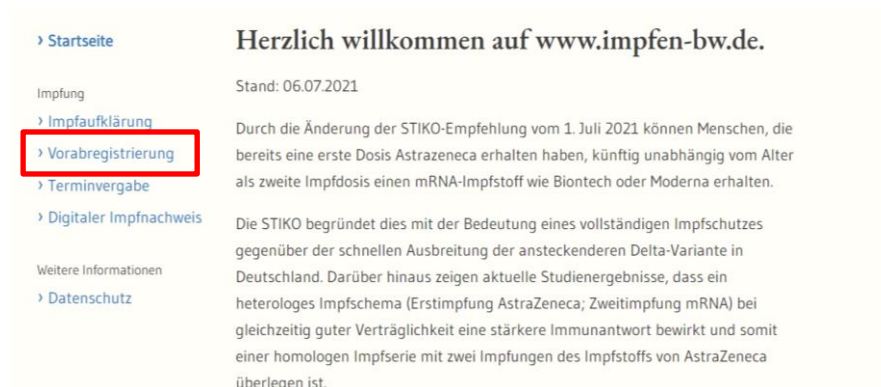 › Startseite
Impfung
› Impfaufklärung
› Vorabregistrierung
› Terminvergabe
› Digitaler Impfnachweis
Weitere Informationen
› Datenschutz
Herzlich willkommen auf www.impfen-bw.de.
Stand: 06.07.2021
Durch die Änderung der STIKO-Empfehlung vom 1. Juli 2021 können Menschen, die
bereits eine erste Dosis Astrazeneca erhalten haben, künftig unabhängig vom Alter
als zweite Impfdosis einen mRNA-Impfstoff wie Biontech oder Moderna erhalten.
Die STIKO begründet dies mit der Bedeutung eines vollständigen Impfschutzes
gegenüber der schnellen Ausbreitung der ansteckenderen Delta-Variante in
Deutschland. Darüber hinaus zeigen aktuelle Studienergebnisse, dass ein
heterologes Impfschema (Erstimpfung AstraZeneca; Zweitimpfung mRNA) bei
gleichzeitig guter Verträglichkeit eine stärkere Immunantwort bewirkt und somit
einer homologen Impfserie mit zwei Impfungen des Impfstoffs von AstraZeneca
überlegen ist.